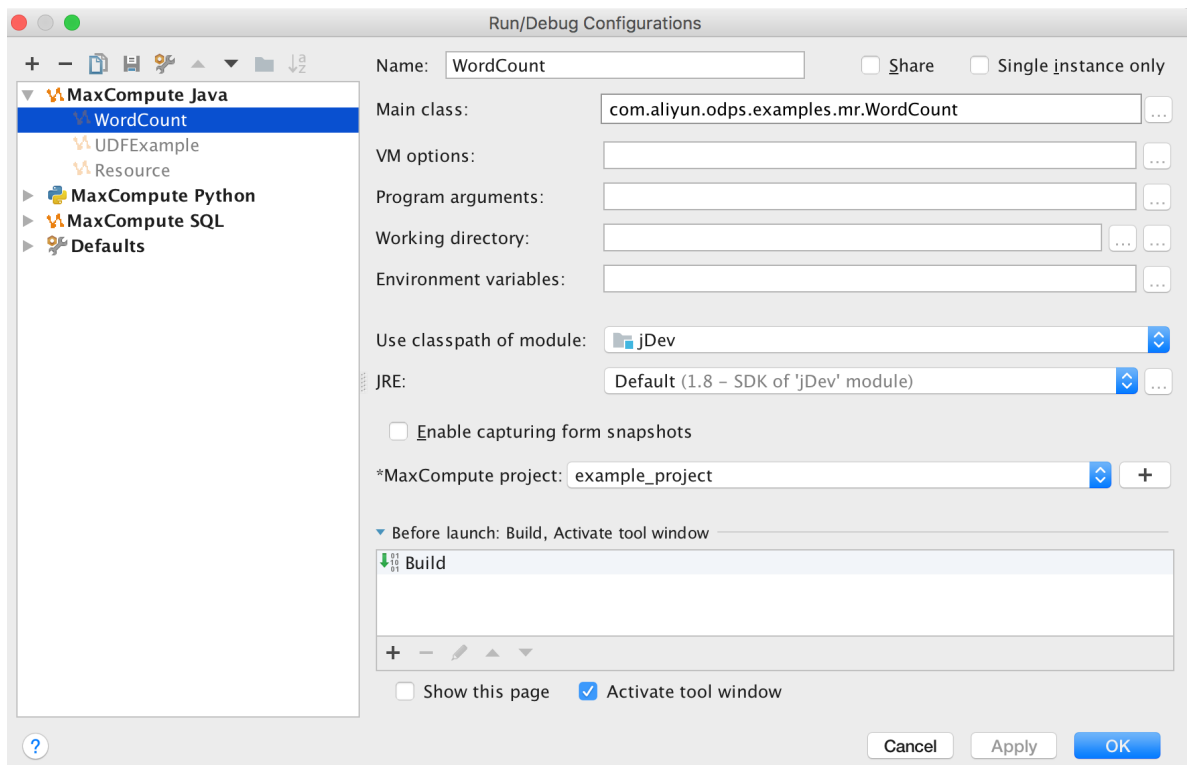 Run/Debug Configurations
Name: WordCount Share Single instance only
MaxCompute Java
WordCount
UDFExample
Resource
MaxCompute Python
MaxCompute SQL
Defaults
Main class: com.aliyun.odps.examples.mr.WordCount ...
VM options: ...
Program arguments: ...
Working directory: ... ...
Environment variables: ...
Use classpath of module: jDev
JRE: Default (1.8 – SDK of 'jDev' module) ...
Enable capturing form snapshots
*MaxCompute project: example_project +
Before launch: Build, Activate tool window
Build
Show this page Activate tool window
? Cancel Apply OK